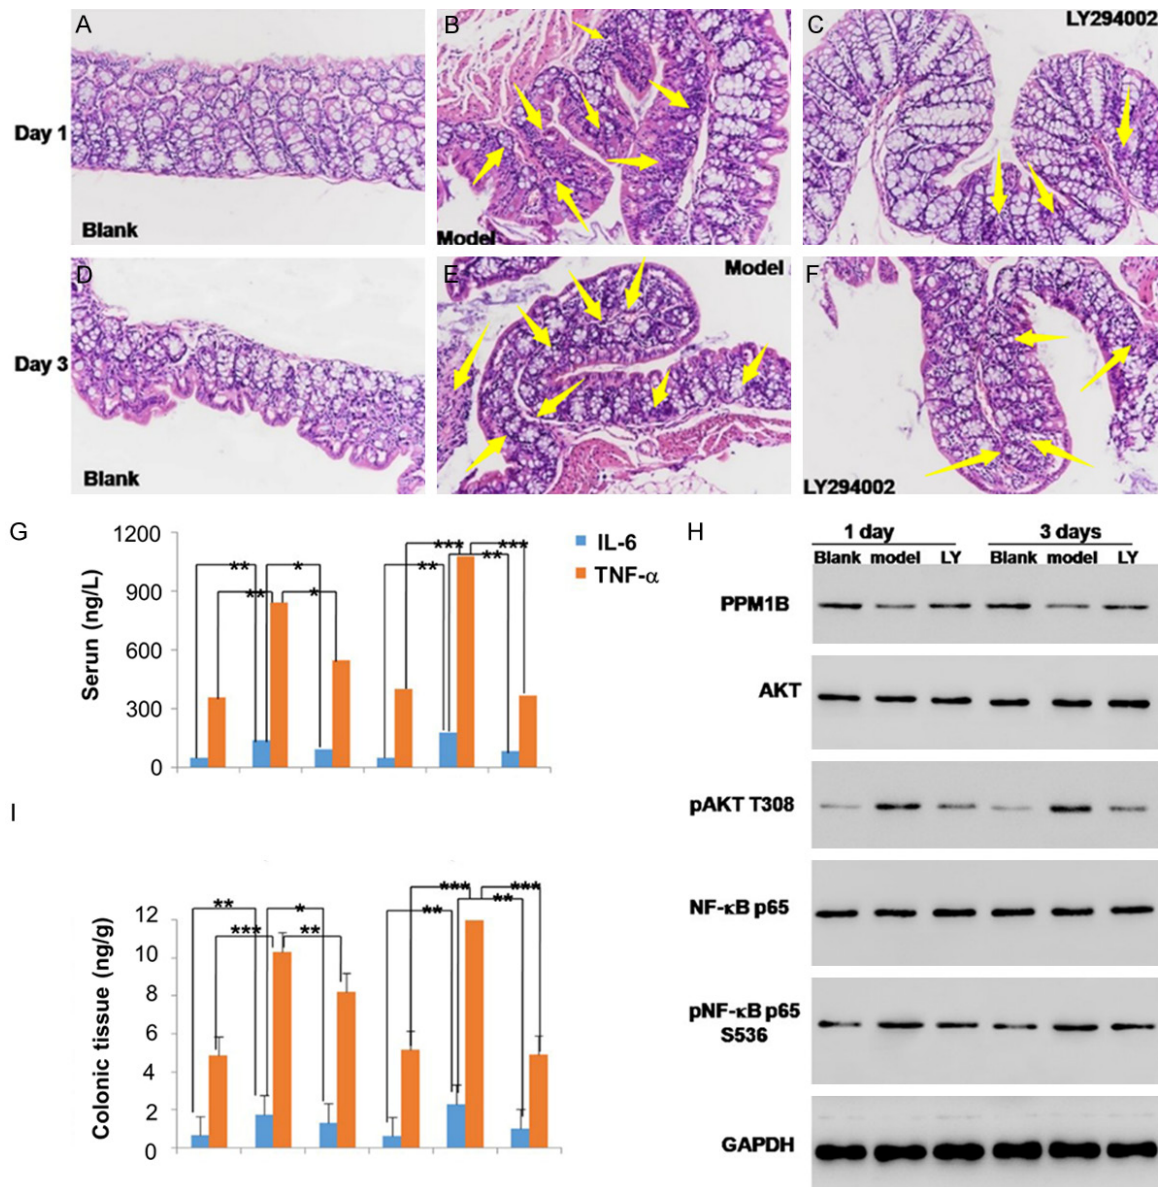 A
B
C
LY294002
Day 1
Blank
Model
D
E
Model
F
Day 3
Blank
LY294002
G
1200
900
600
300
0
Serun (ng/L)
** * ** * ** *** ** ***
IL-6
TNF-α
H
1 day 3 days
Blank model LY Blank model LY
PPM1B
AKT
pAKT T308
NF-κB p65
pNF-κB p65
S536
GAPDH
I
12
10
8
6
4
2
0
Colonic tissue (ng/g)
** * *** ** ** *** ** ***